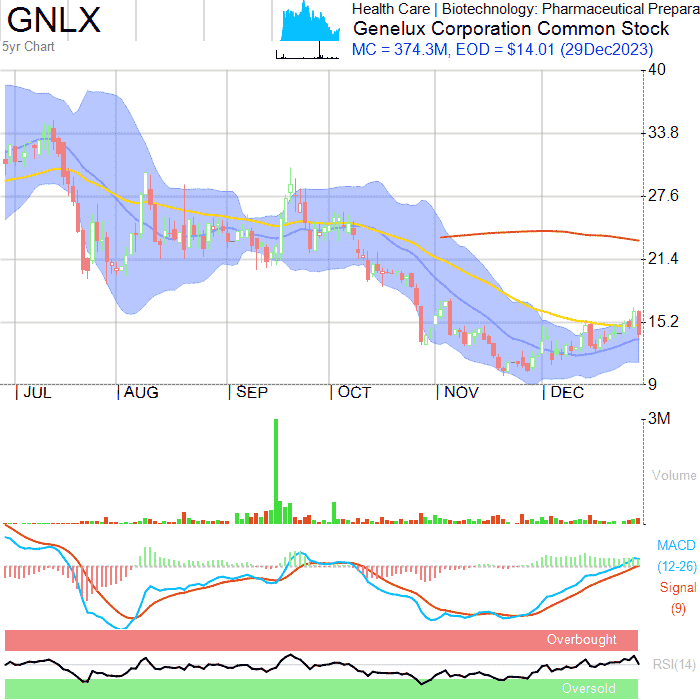 GNLX
5yr Chart
Health Care | Biotechnology: Pharmaceutical Prepara
Genelux Corporation Common Stock
MC = 374.3M, EOD = $14.01 (29Dec2023)
40
33.8
27.6
21.4
15.2
9
JUL AUG SEP OCT NOV DEC
3M
Volume
MACD
(12-26)
Signal
(9)
Overbought
RSI(14)
Oversold